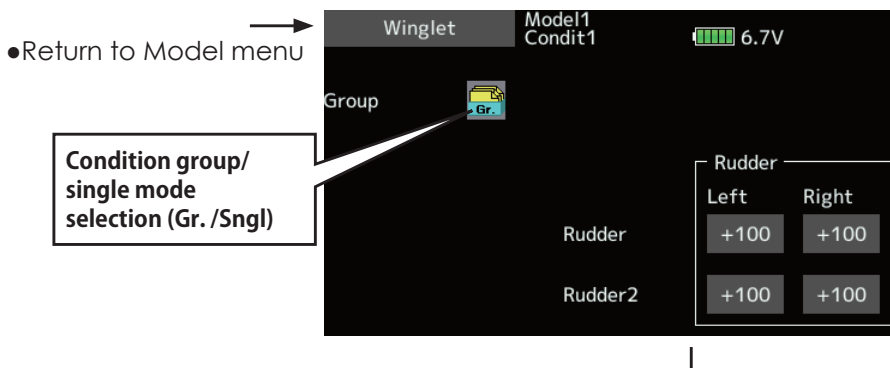 Winglet
Model1
Condit1
6.7V
●Return to Model menu
Group
Gr.
Condition group/
single mode
selection (Gr. /Sngl)
Rudder
Left Right
Rudder +100 +100
Rudder2 +100 +100